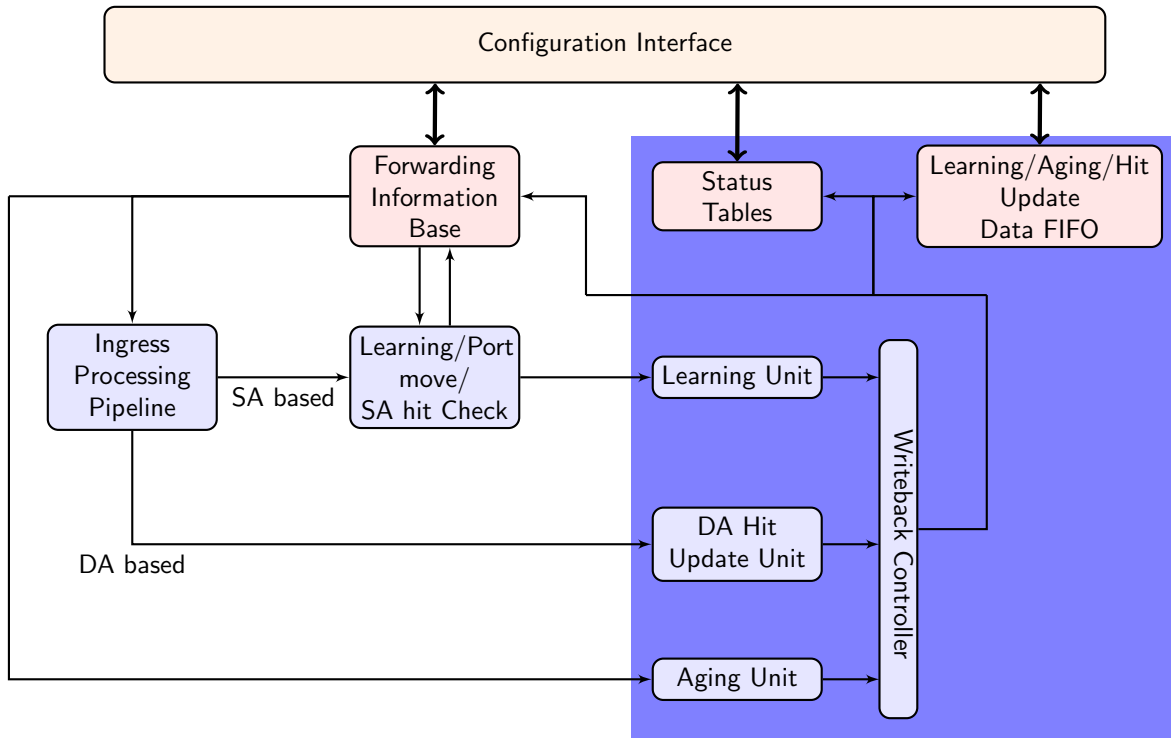 Configuration Interface
Forwarding
Information
Base
Status
Tables
Learning/Aging/Hit
Update
Data FIFO
Ingress
Processing
Pipeline
SA based
Learning/Port
move/
SA hit Check
Learning Unit
Writeback Controller
DA Hit
Update Unit
DA based
Aging Unit